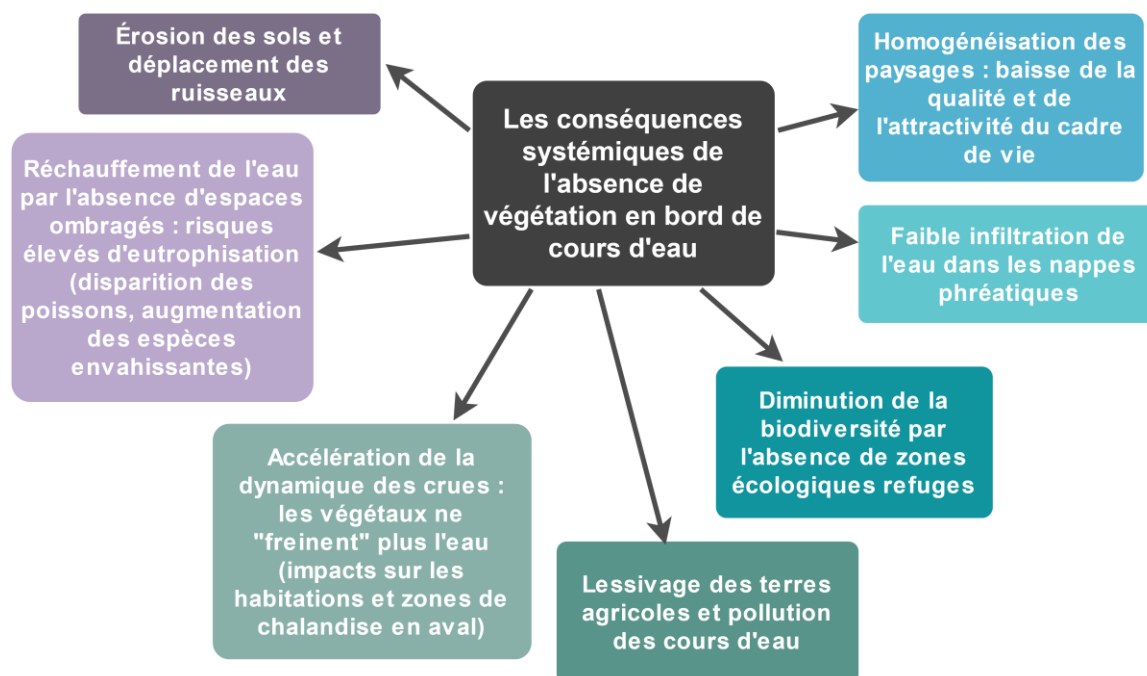 Érosion des sols et
déplacement des
ruisseaux
Homogénéisation des
paysages : baisse de la
qualité et de
l'attractivité du cadre
de vie
Les conséquences
systémiques de
l'absence de
végétation en bord de
cours d'eau
Réchauffement de l'eau
par l'absence d'espaces
ombragés : risques
élevés d'eutrophisation
(disparition des
poissons, augmentation
des espèces
envahissantes)
Faible infiltration de
l'eau dans les nappes
phréatiques
Diminution de la
biodiversité par
l'absence de zones
écologiques refuges
Accélération de la
dynamique des crues :
les végétaux ne
"freinent" plus l'eau
(impacts sur les
habitations et zones de
chalandise en aval)
Lessivage des terres
agricoles et pollution
des cours d'eau